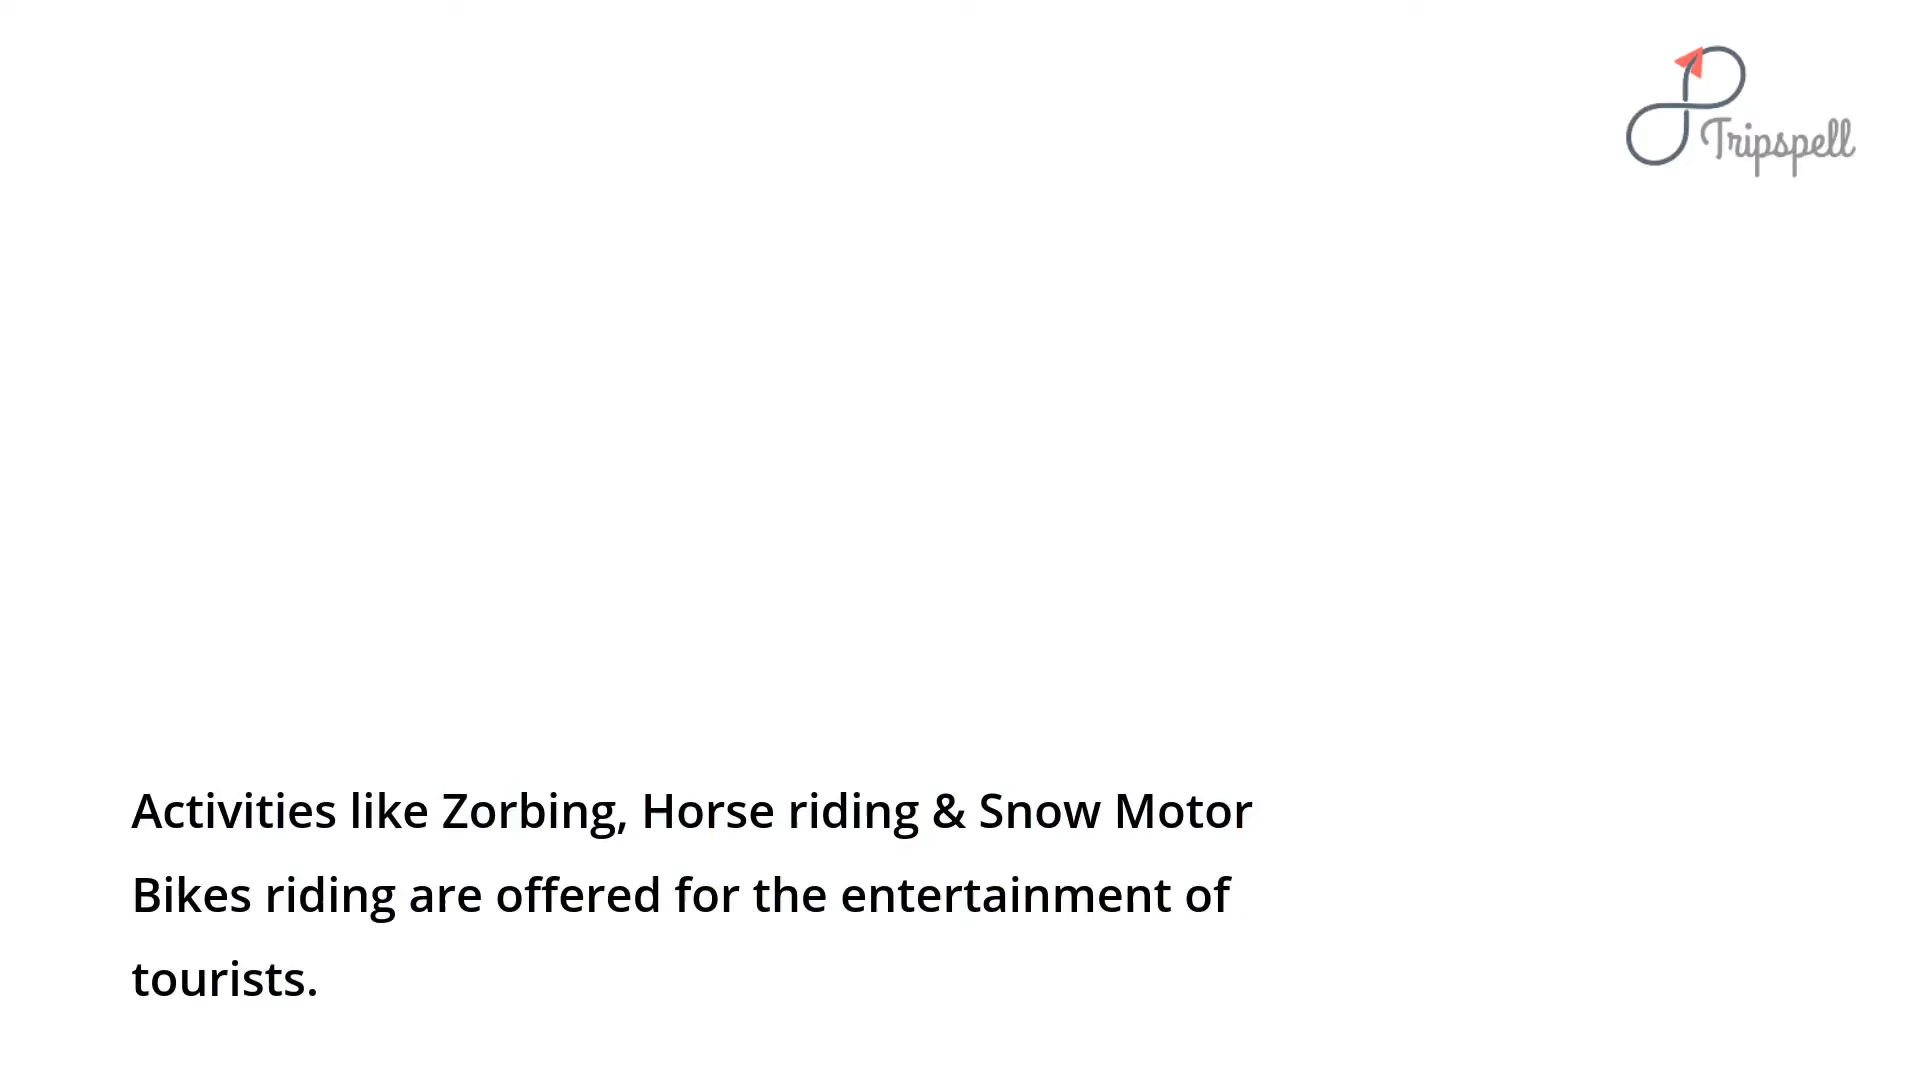 Tripspell
Activities like Zorbing, Horse riding & Snow Motor
Bikes riding are offered for the entertainment of
tourists.